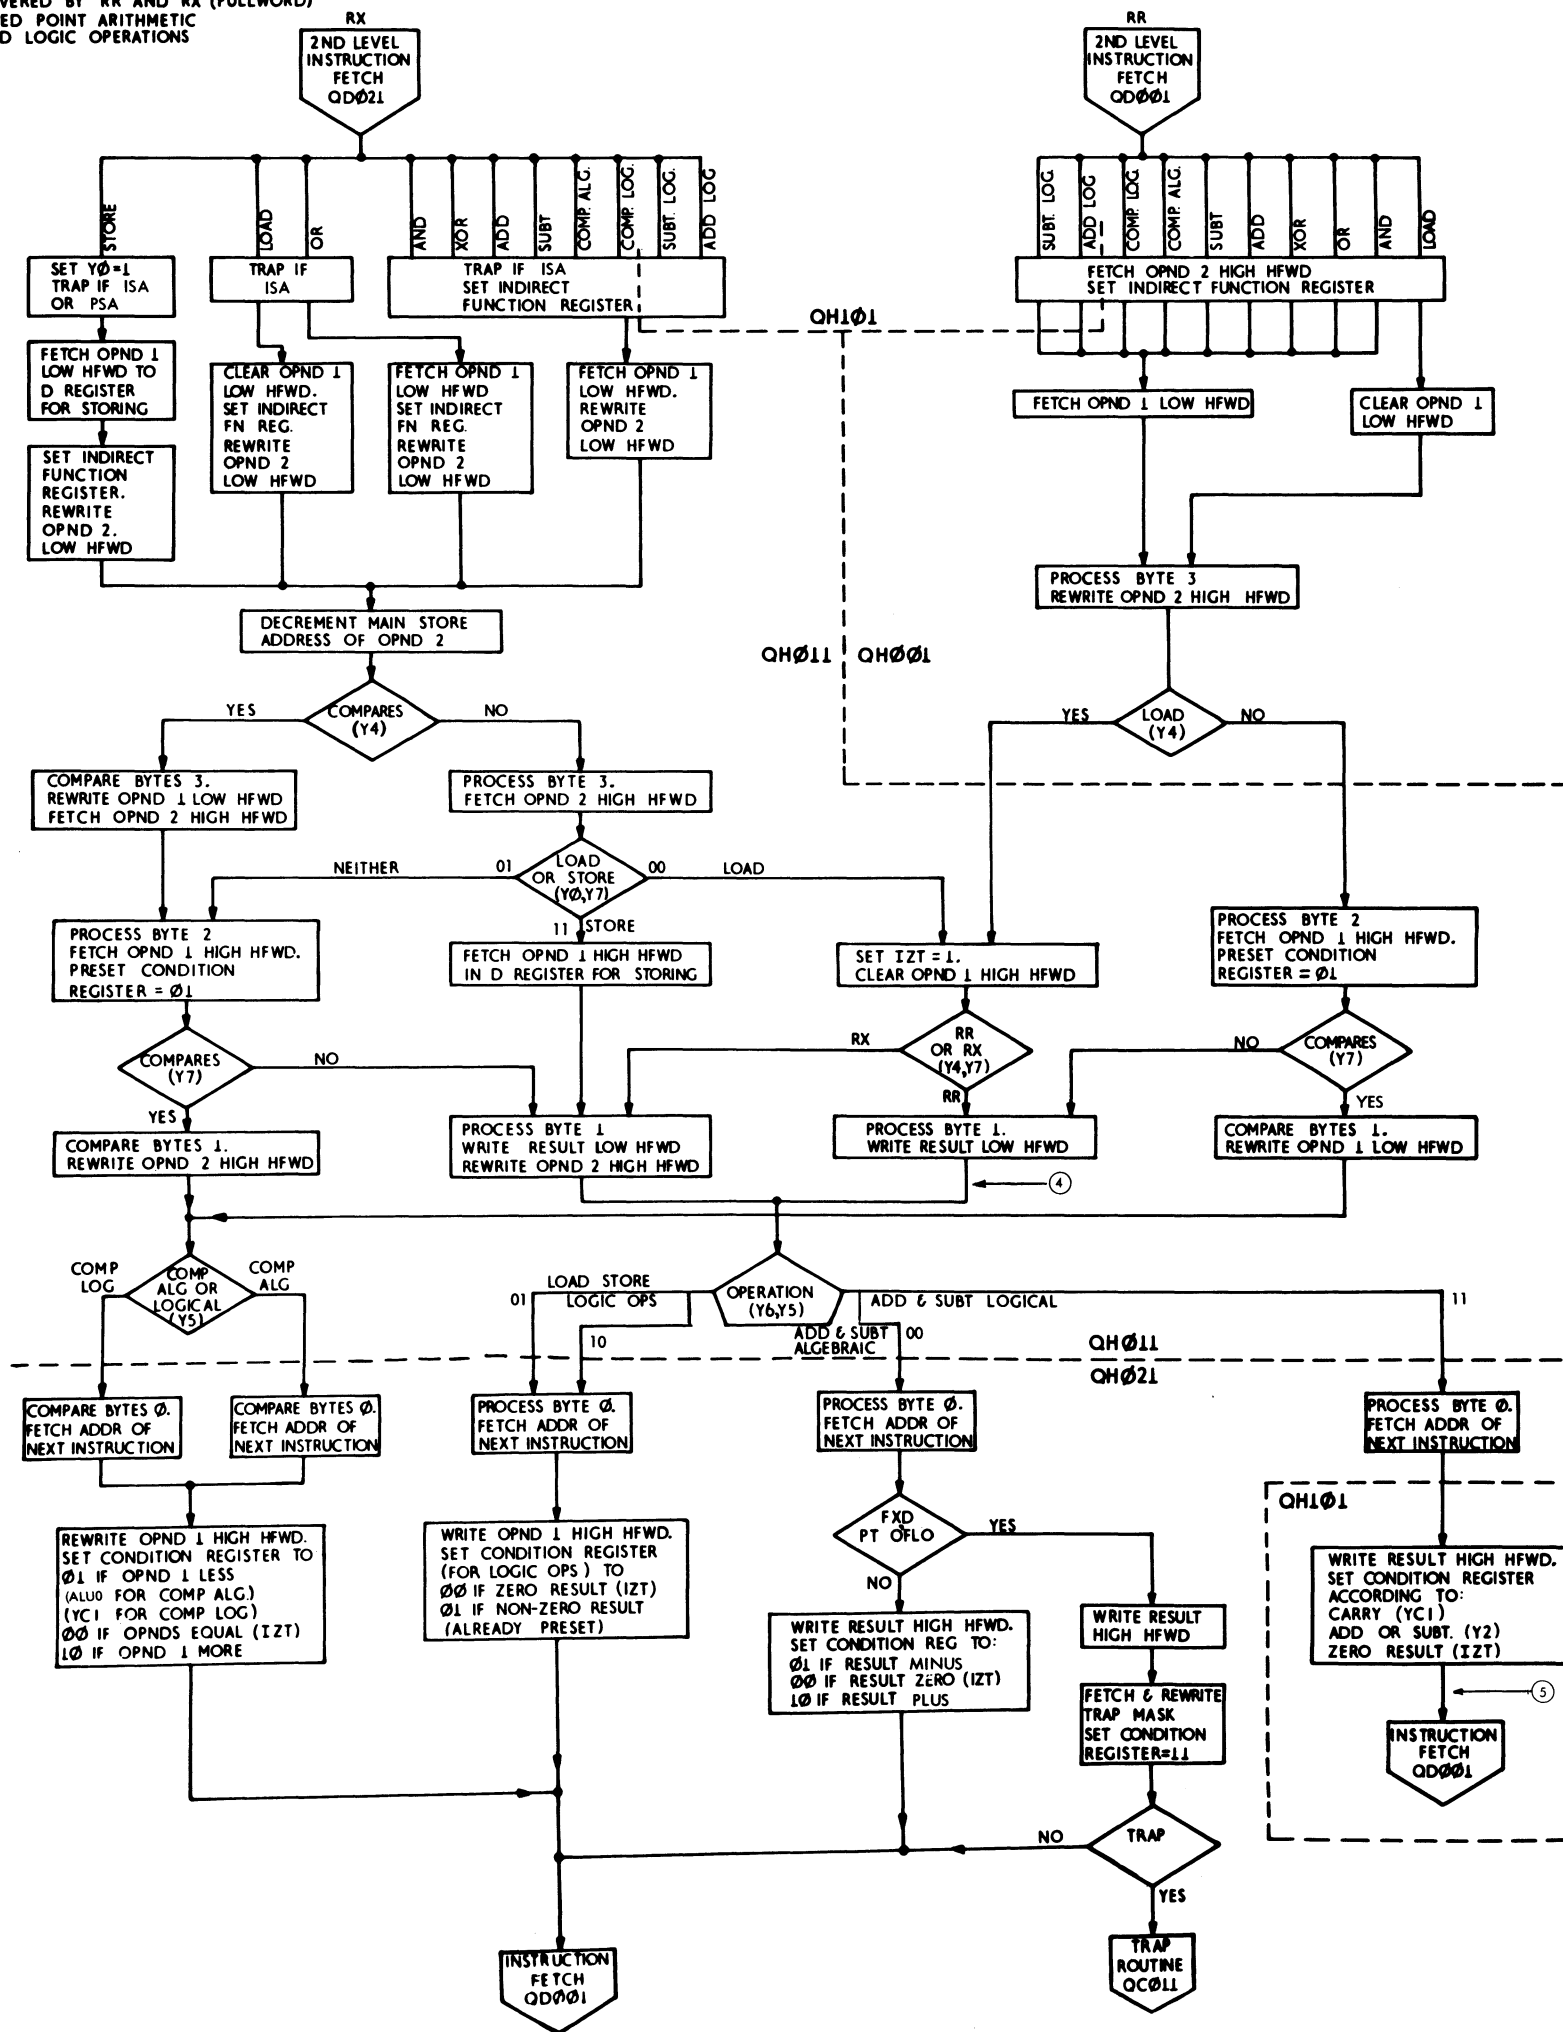 VERED BY RR AND RX (FULLWORD)
ED POINT ARITHMETIC
D LOGIC OPERATIONS
RX
2ND LEVEL
INSTRUCTION
FETCH
QDØ21
RR
2ND LEVEL
INSTRUCTION
FETCH
QDØØ1
STORE
LOAD
OR
AND
XOR
ADD
SUBT
COMP. ALG.
COMP. LOG.
SUBT. LOG.
ADD LOG
SUBT. LOG
ADD LOG
COMP. LOG
COMP. ALG.
SUBT
ADD
XOR
OR
AND
LOAD
SET YØ=1
TRAP IF ISA
OR PSA
TRAP IF
ISA
TRAP IF ISA
SET INDIRECT
FUNCTION REGISTER
FETCH OPND 2 HIGH HFWD
SET INDIRECT FUNCTION REGISTER
QH1Ø1
FETCH OPND 1
LOW HFWD TO
D REGISTER
FOR STORING
CLEAR OPND 1
LOW HFWD.
SET INDIRECT
FN REG.
REWRITE
OPND 2
LOW HFWD
FETCH OPND 1
LOW HFWD
SET INDIRECT
FN REG.
REWRITE
OPND 2
LOW HFWD
FETCH OPND 1
LOW HFWD.
REWRITE
OPND 2
LOW HFWD
FETCH OPND 1 LOW HFWD
CLEAR OPND 1
LOW HFWD
SET INDIRECT
FUNCTION
REGISTER.
REWRITE
OPND 2.
LOW HFWD
PROCESS BYTE 3
REWRITE OPND 2 HIGH HFWD
DECREMENT MAIN STORE
ADDRESS OF OPND 2
QHØ11
QHØØ1
YES
COMPARES
(Y4)
NO
YES
LOAD
(Y4)
NO
COMPARE BYTES 3.
REWRITE OPND 1 LOW HFWD
FETCH OPND 2 HIGH HFWD
PROCESS BYTE 3.
FETCH OPND 2 HIGH HFWD
NEITHER
01
LOAD
OR STORE
(YØ,Y7)
00
LOAD
11
STORE
PROCESS BYTE 2
FETCH OPND 1 HIGH HFWD.
PRESET CONDITION
REGISTER = Ø1
FETCH OPND 1 HIGH HFWD
IN D REGISTER FOR STORING
SET IZT = 1.
CLEAR OPND 1 HIGH HFWD
PROCESS BYTE 2
FETCH OPND 1 HIGH HFWD.
PRESET CONDITION
REGISTER = Ø1
COMPARES
(Y7)
NO
YES
RX
RR
OR RX
(Y4,Y7)
RR
NO
COMPARES
(Y7)
YES
COMPARE BYTES 1.
REWRITE OPND 2 HIGH HFWD
PROCESS BYTE 1
WRITE RESULT LOW HFWD
REWRITE OPND 2 HIGH HFWD
PROCESS BYTE 1.
WRITE RESULT LOW HFWD
COMPARE BYTES 1.
REWRITE OPND 1 LOW HFWD
4
COMP
LOG
COMP
ALG OR
LOGICAL
(Y5)
COMP
ALG
01
LOAD STORE
LOGIC OPS
10
OPERATION
(Y6,Y5)
ADD & SUBT LOGICAL
11
ADD & SUBT
ALGEBRAIC
00
QHØ11
QHØ21
COMPARE BYTES Ø.
FETCH ADDR OF
NEXT INSTRUCTION
COMPARE BYTES Ø.
FETCH ADDR OF
NEXT INSTRUCTION
PROCESS BYTE Ø.
FETCH ADDR OF
NEXT INSTRUCTION
PROCESS BYTE Ø.
FETCH ADDR OF
NEXT INSTRUCTION
PROCESS BYTE Ø.
FETCH ADDR OF
NEXT INSTRUCTION
QH1Ø1
REWRITE OPND 1 HIGH HFWD.
SET CONDITION REGISTER TO
Ø1 IF OPND 1 LESS
(ALU0 FOR COMP ALG.)
(YC1 FOR COMP LOG)
ØØ IF OPNDS EQUAL (IZT)
1Ø IF OPND 1 MORE
WRITE OPND 1 HIGH HFWD.
SET CONDITION REGISTER
(FOR LOGIC OPS) TO
ØØ IF ZERO RESULT (IZT)
Ø1 IF NON-ZERO RESULT
(ALREADY PRESET)
FXD
PT O'FLO
YES
NO
WRITE RESULT HIGH HFWD.
SET CONDITION REG TO:
Ø1 IF RESULT MINUS
ØØ IF RESULT ZERO (IZT)
1Ø IF RESULT PLUS
WRITE RESULT
HIGH HFWD
WRITE RESULT HIGH HFWD.
SET CONDITION REGISTER
ACCORDING TO:
CARRY (YC1)
ADD OR SUBT. (Y2)
ZERO RESULT (IZT)
5
FETCH & REWRITE
TRAP MASK
SET CONDITION
REGISTER=11
INSTRUCTION
FETCH
QDØØ1
NO
TRAP
YES
INSTRUCTION
FETCH
QDØØ1
TRAP
ROUTINE
QCØ11